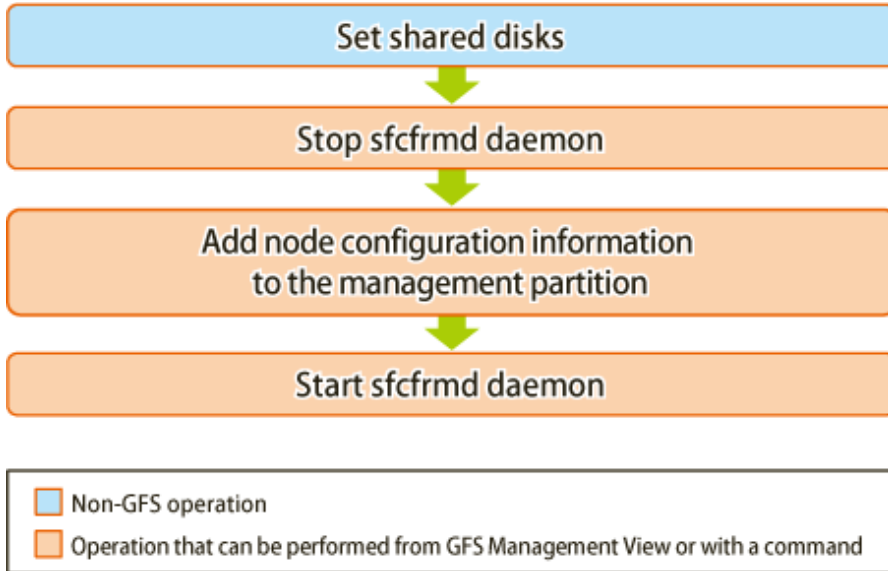 Set shared disks
Stop sfcfrmd daemon
Add node configuration information
to the management partition
Start sfcfrmd daemon
Non-GFS operation
Operation that can be performed from GFS Management View or with a command